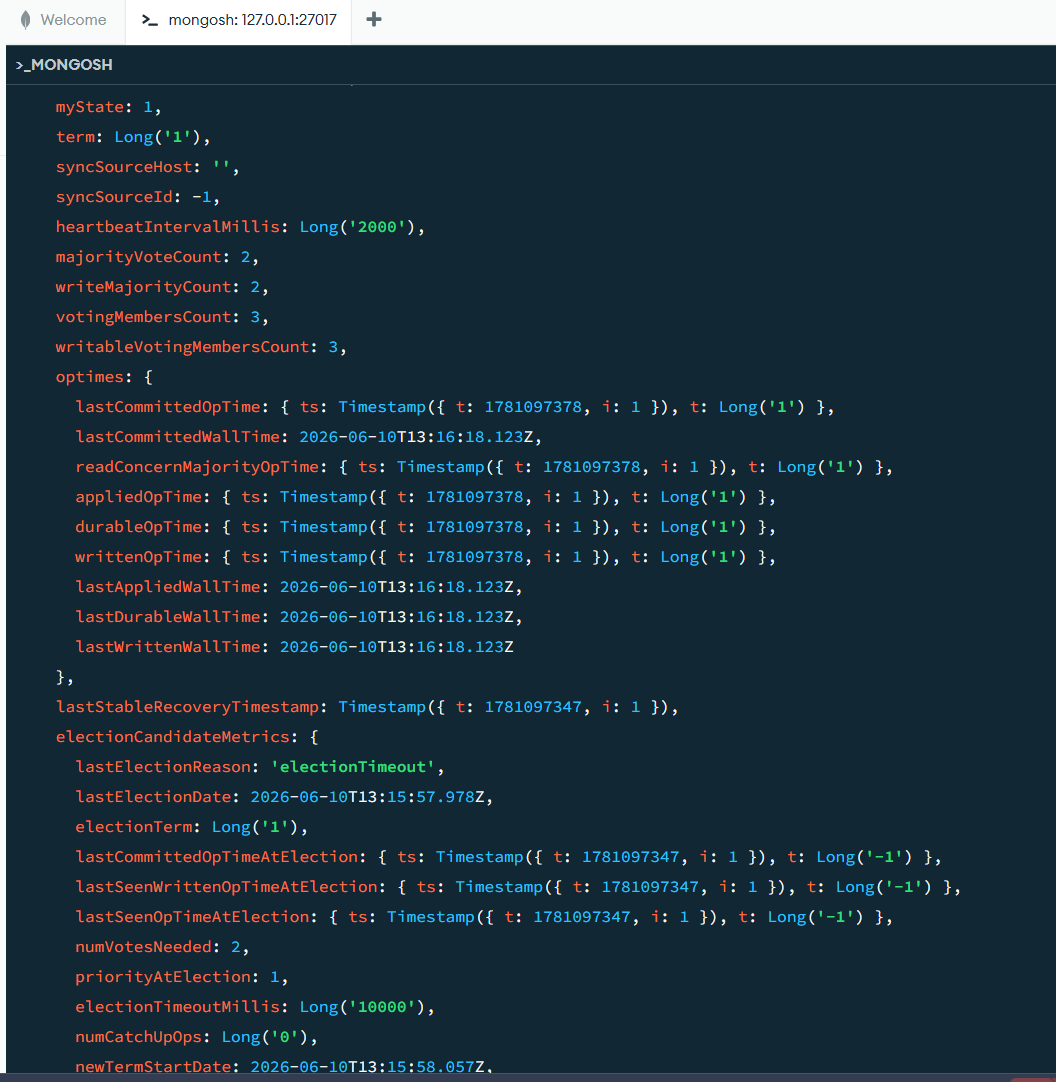 Welcome
>_ mongosh: 127.0.0.1:27017
+
>_MONGOSH
myState: 1,
term: Long('1'),
syncSourceHost: '',
syncSourceId: -1,
heartbeatIntervalMillis: Long('2000'),
majorityVoteCount: 2,
writeMajorityCount: 2,
votingMembersCount: 3,
writableVotingMembersCount: 3,
optimes: {
lastCommittedOpTime: { ts: Timestamp({ t: 1781097378, i: 1 }), t: Long('1') },
lastCommittedWallTime: 2026-06-10T13:16:18.123Z,
readConcernMajorityOpTime: { ts: Timestamp({ t: 1781097378, i: 1 }), t: Long('1') },
appliedOpTime: { ts: Timestamp({ t: 1781097378, i: 1 }), t: Long('1') },
durableOpTime: { ts: Timestamp({ t: 1781097378, i: 1 }), t: Long('1') },
writtenOpTime: { ts: Timestamp({ t: 1781097378, i: 1 }), t: Long('1') },
lastAppliedWallTime: 2026-06-10T13:16:18.123Z,
lastDurableWallTime: 2026-06-10T13:16:18.123Z,
lastWrittenWallTime: 2026-06-10T13:16:18.123Z
},
lastStableRecoveryTimestamp: Timestamp({ t: 1781097347, i: 1 }),
electionCandidateMetrics: {
lastElectionReason: 'electionTimeout',
lastElectionDate: 2026-06-10T13:15:57.978Z,
electionTerm: Long('1'),
lastCommittedOpTimeAtElection: { ts: Timestamp({ t: 1781097347, i: 1 }), t: Long('-1') },
lastSeenWrittenOpTimeAtElection: { ts: Timestamp({ t: 1781097347, i: 1 }), t: Long('-1') },
lastSeenOpTimeAtElection: { ts: Timestamp({ t: 1781097347, i: 1 }), t: Long('-1') },
numVotesNeeded: 2,
priorityAtElection: 1,
electionTimeoutMillis: Long('10000'),
numCatchUpOps: Long('0'),
newTermStartDate: 2026-06-10T13:15:58.057Z,